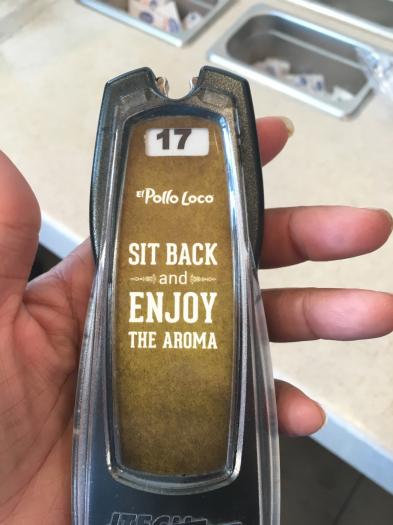 17
El Pollo Loco
SIT BACK
and
ENJOY
THE AROMA